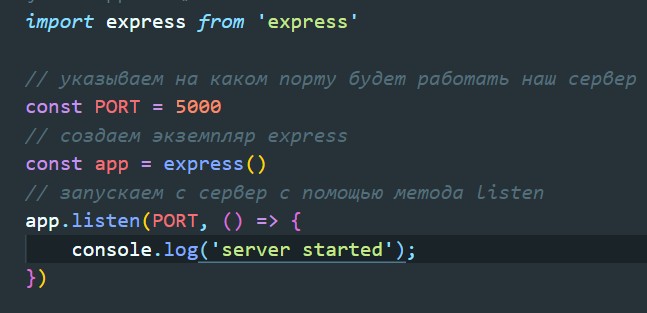 import express from 'express'
// указываем на каком порту будет работать наш сервер
const PORT = 5000
// создаем экземпляр express
const app = express()
// запускаем с сервер с помощью метода listen
app.listen(PORT, () => {
    console.log('server started');
})